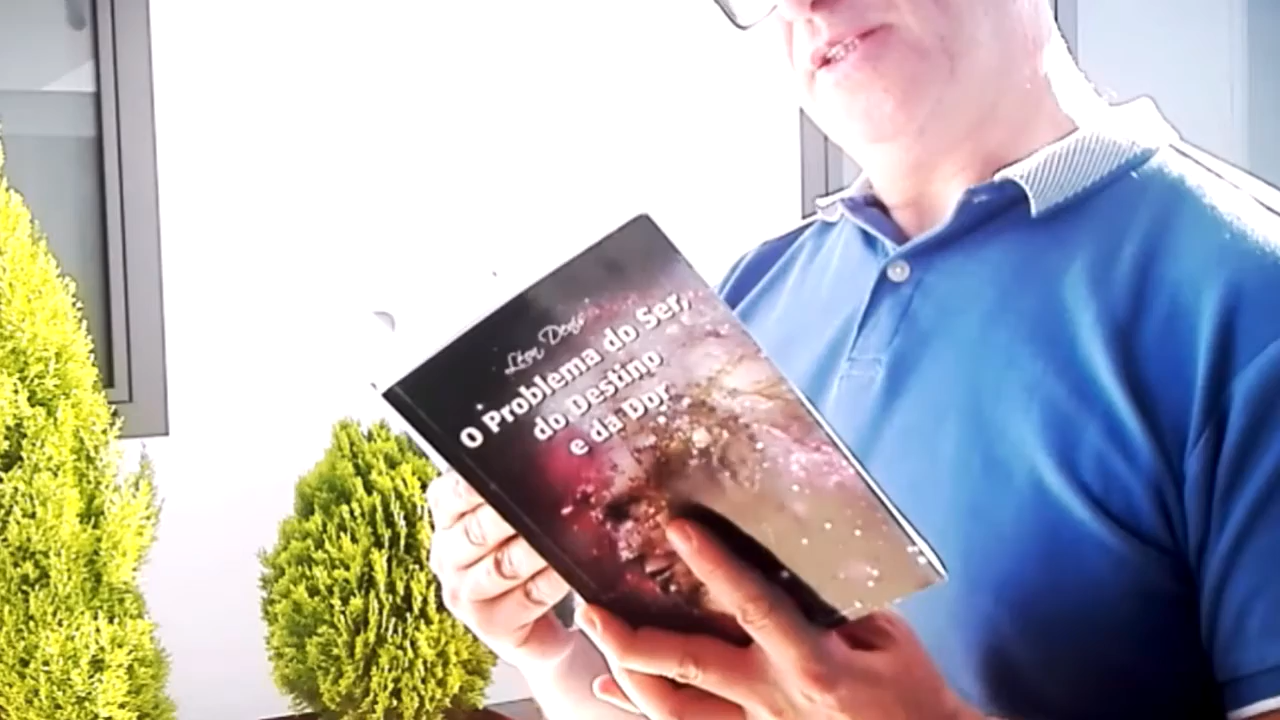 Léon Denis
O Problema do Ser,
do Destino
e da Dor